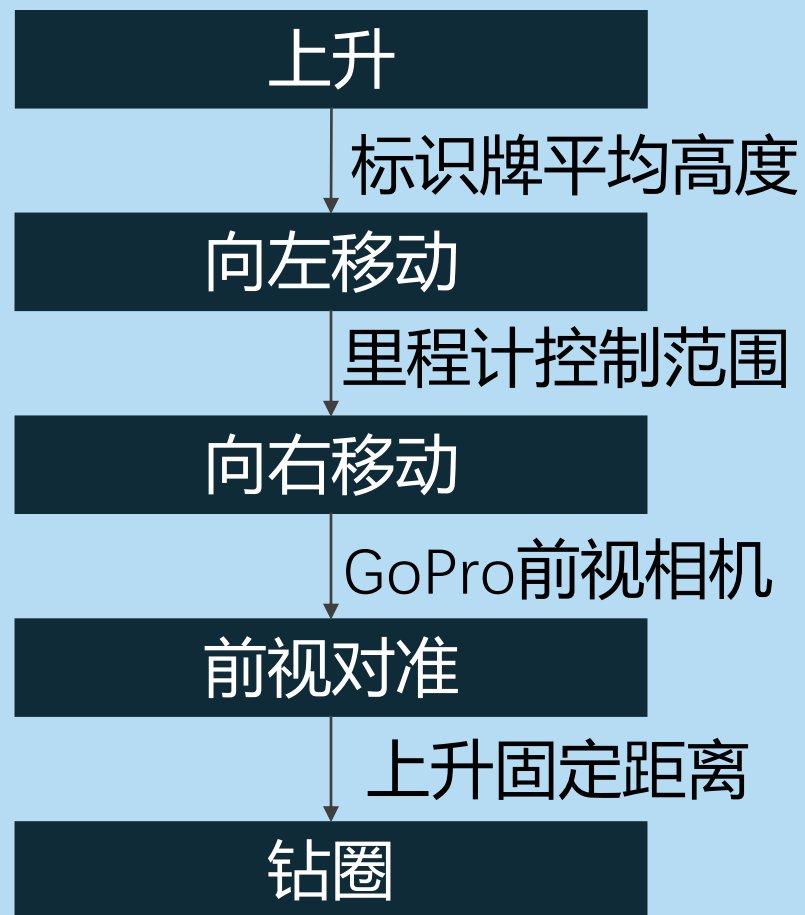 上升
标识牌平均高度
向左移动
里程计控制范围
向右移动
GoPro前视相机
前视对准
上升固定距离
钻圈